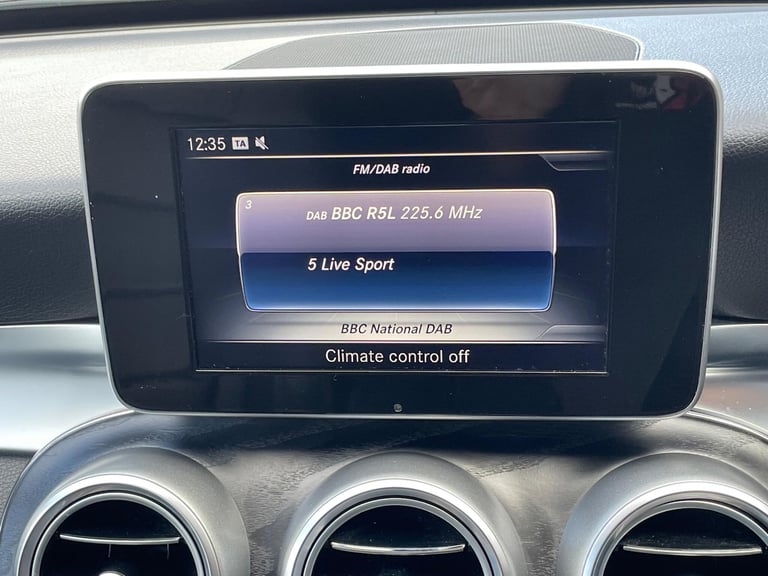 12:35 TA
FM/DAB radio
3
DAB BBC R5L 225.6 MHz
5 Live Sport
BBC National DAB
Climate control off